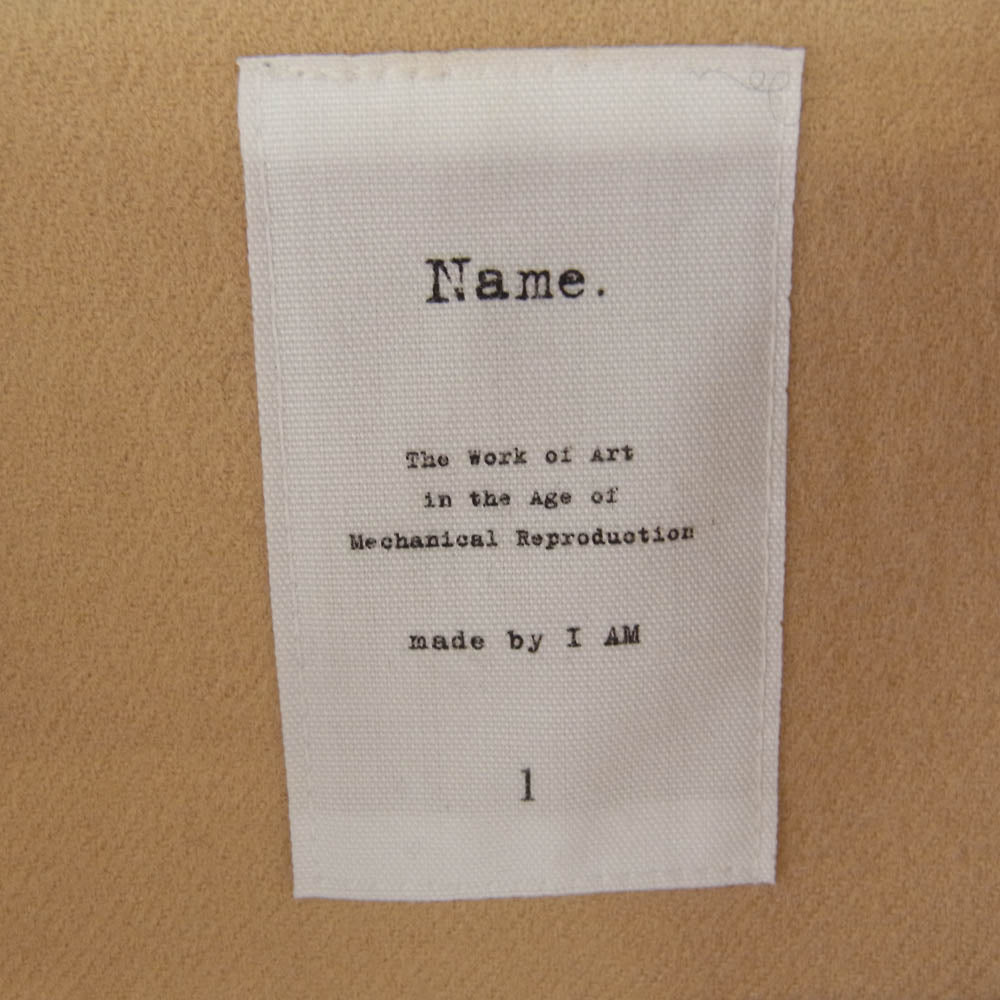 Name.
The Work of Art
in the Age of
Mechanical Reproduction
made by I AM
1